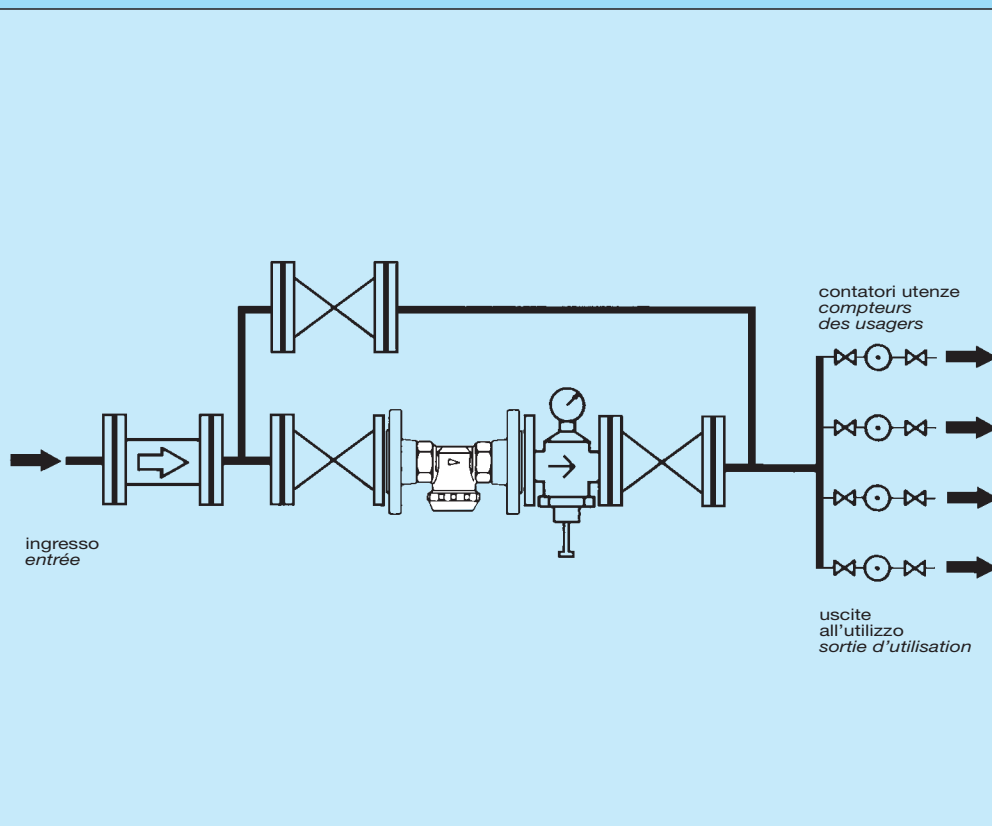 contatori utenze
compteurs
des usagers
ingresso
entrée
uscite
all'utilizzo
sortie d'utilisation